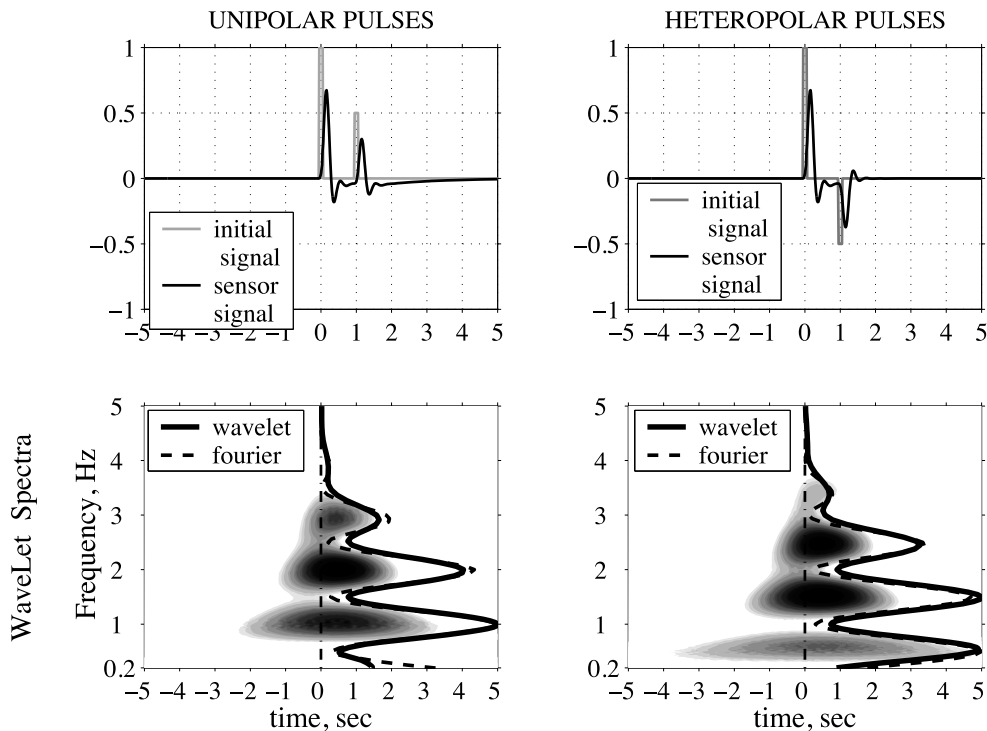 UNIPOLAR PULSES
HETEROPOLAR PULSES
1
0.5
0
−0.5
−1
initial
signal
sensor
signal
−5 −4 −3 −2 −1 0 1 2 3 4 5
1
0.5
0
−0.5
−1
initial
signal
sensor
signal
−5 −4 −3 −2 −1 0 1 2 3 4 5
WaveLet Spectra
Frequency, Hz
5
4
3
2
1
0.2
wavelet
fourier
−5 −4 −3 −2 −1 0 1 2 3 4 5
time, sec
5
4
3
2
1
0.2
wavelet
fourier
−5 −4 −3 −2 −1 0 1 2 3 4 5
time, sec